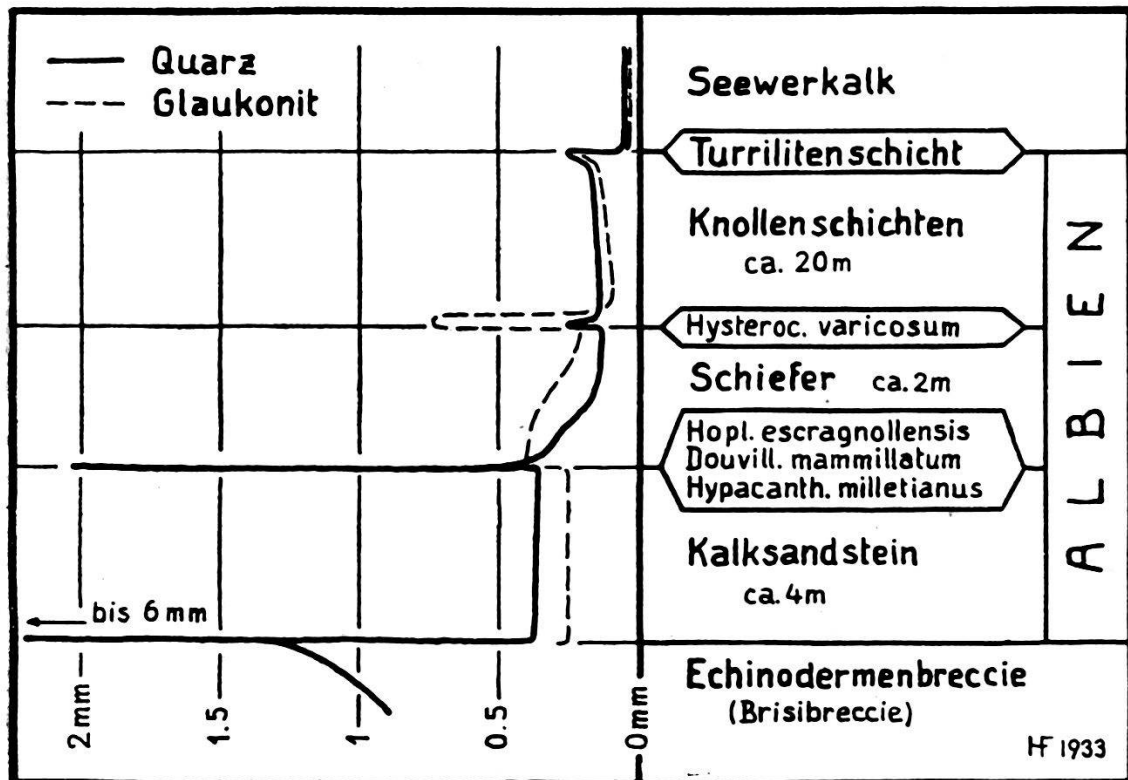 Quarz
Glaukonit
bis 6mm
2mm
1.5
1
0.5
0mm
Seewerkalk
Turrilitenschicht
Knollenschichten
ca. 20m
Hysteroc. varicosum
Schiefer ca. 2m
Hopl. escragnollensis
Douvill. mammillatum
Hypacanth. milletianus
Kalksandstein
ca. 4m
Echinodermenbreccie
(Brisibreccie)
ALBIEN
HF 1933